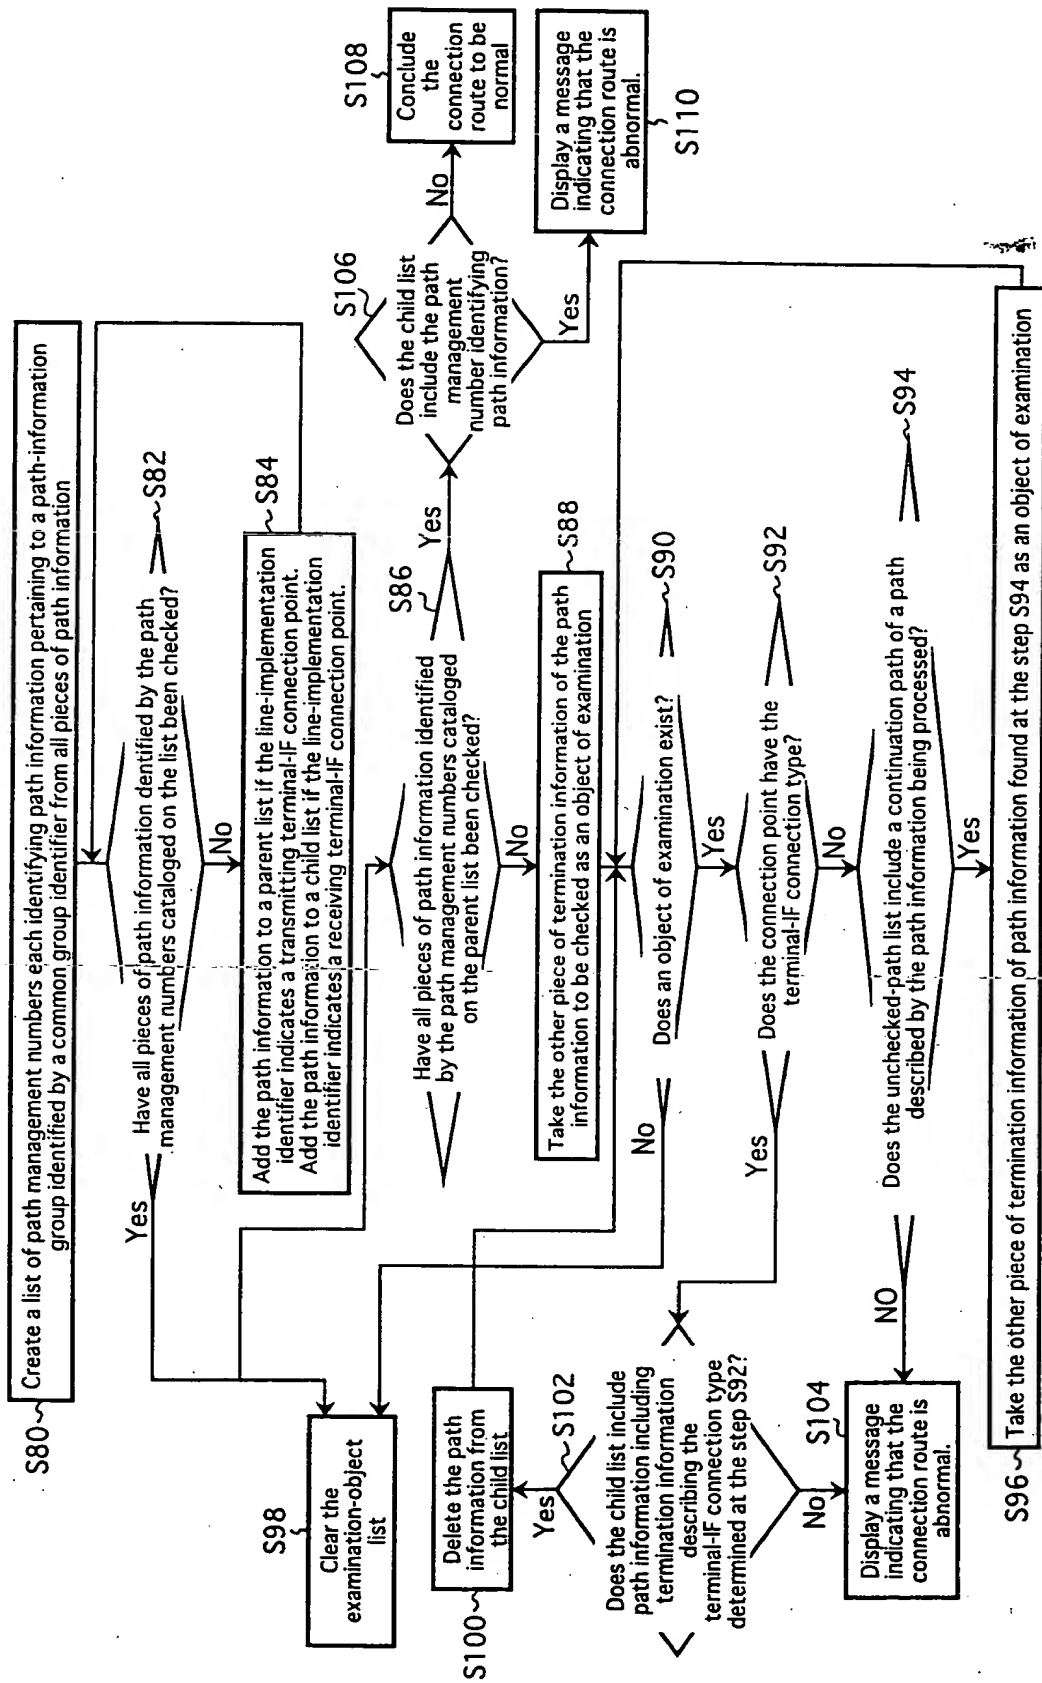 S80
Create a list of path management numbers each identifying path information pertaining to a path-information
group identified by a common group identifier from all pieces of path information
Have all pieces of path information dentified by the path
management numbers cataloged on the list been checked?
S82
Yes
No
Add the path information to a parent list if the line-implementation
identifier indicates a transmitting terminal-IF connection point.
Add the path information to a child list if the line-implementation
identifier indicates a receiving terminal-IF connection point.
S84
S98
Clear the
examination-object
list
Have all pieces of path information identified
by the path management numbers cataloged
on the parent list been checked?
S86
Yes
No
S106
Does the child list
include the path
management
number identifying
path information?
No
Yes
S108
Conclude
the
connection
route to be
normal
Display a message
indicating that the
connection route is
abnormal.
S110
Take the other piece of termination information of the path
information to be checked as an object of examination
S88
S100
Delete the path
information from
the child list
Does an object of examination exist?
S90
No
Yes
Does the connection point have the
terminal-IF connection type?
S92
Yes
No
Does the child list include
path information including
termination information
describing the
terminal-IF connection type
determined at the step S92?
S102
Yes
No
S104
Display a message
indicating that the
connection route is
abnormal.
Does the unchecked-path list include a continuation path of a path
described by the path information being processed?
S94
NO
Yes
S96
Take the other piece of termination information of path information found at the step S94 as an object of examination